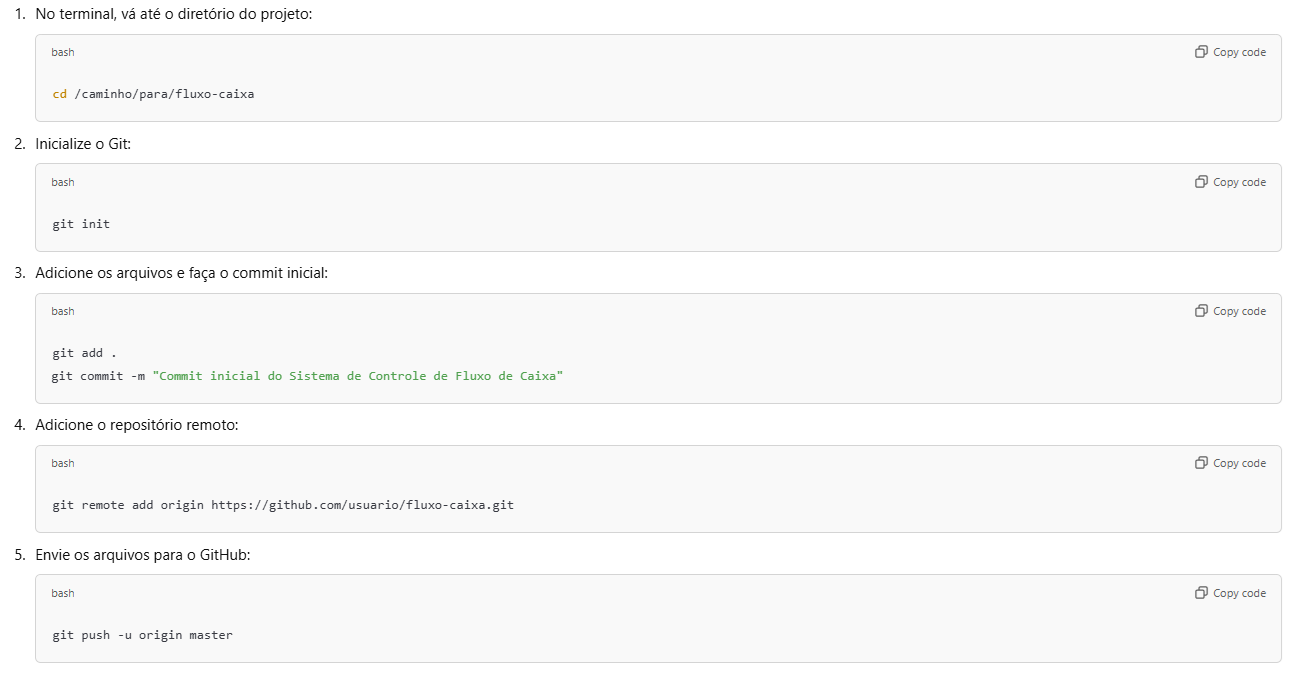 1. No terminal, vá até o diretório do projeto:
bash
Copy code
cd /caminho/para/fluxo-caixa
2. Inicialize o Git:
bash
Copy code
git init
3. Adicione os arquivos e faça o commit inicial:
bash
Copy code
git add .
git commit -m "Commit inicial do Sistema de Controle de Fluxo de Caixa"
4. Adicione o repositório remoto:
bash
Copy code
git remote add origin https://github.com/usuario/fluxo-caixa.git
5. Envie os arquivos para o GitHub:
bash
Copy code
git push -u origin master